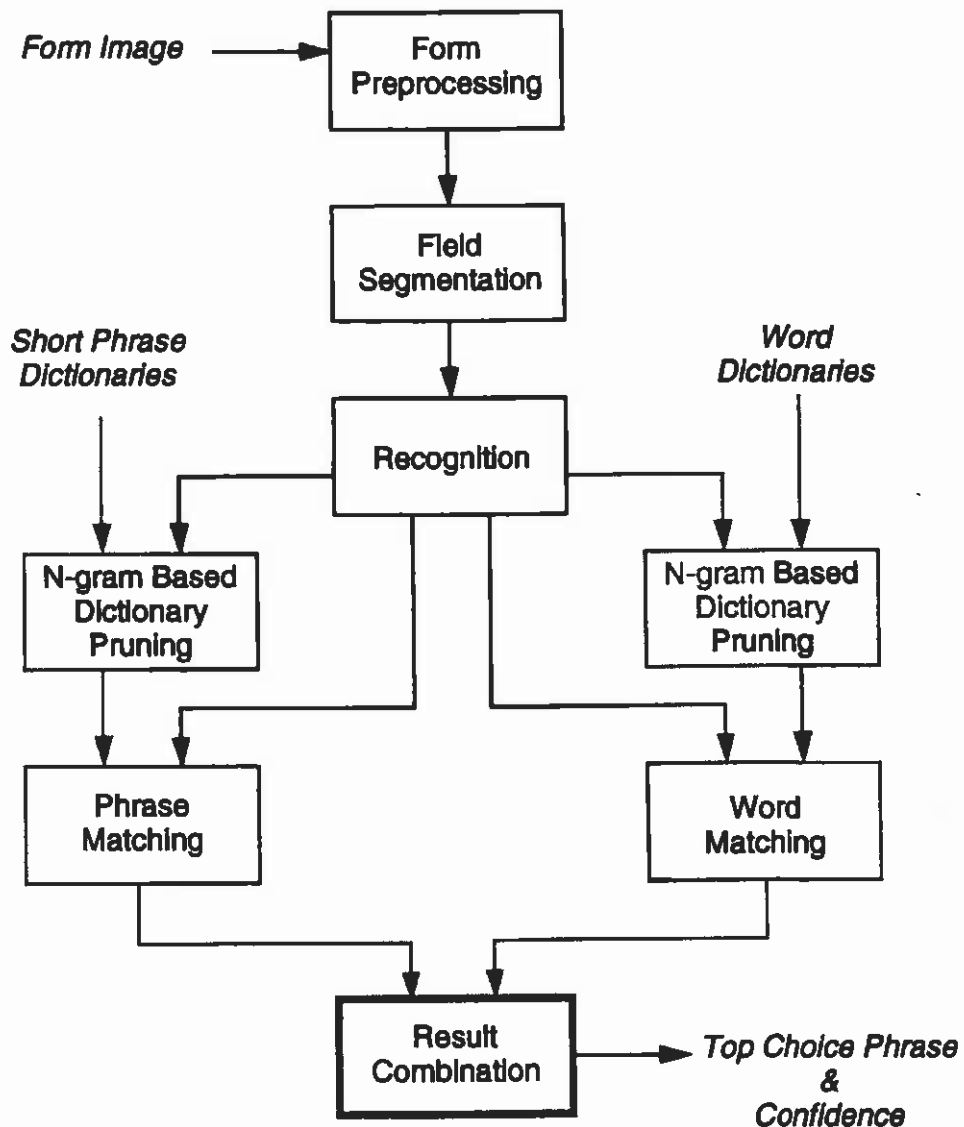 Form Image
Form
Preprocessing
Field
Segmentation
Short Phrase
Dictionaries
Word
Dictionaries
Recognition
N-gram Based
Dictionary
Pruning
N-gram Based
Dictionary
Pruning
Phrase
Matching
Word
Matching
Result
Combination
Top Choice Phrase
&
Confidence